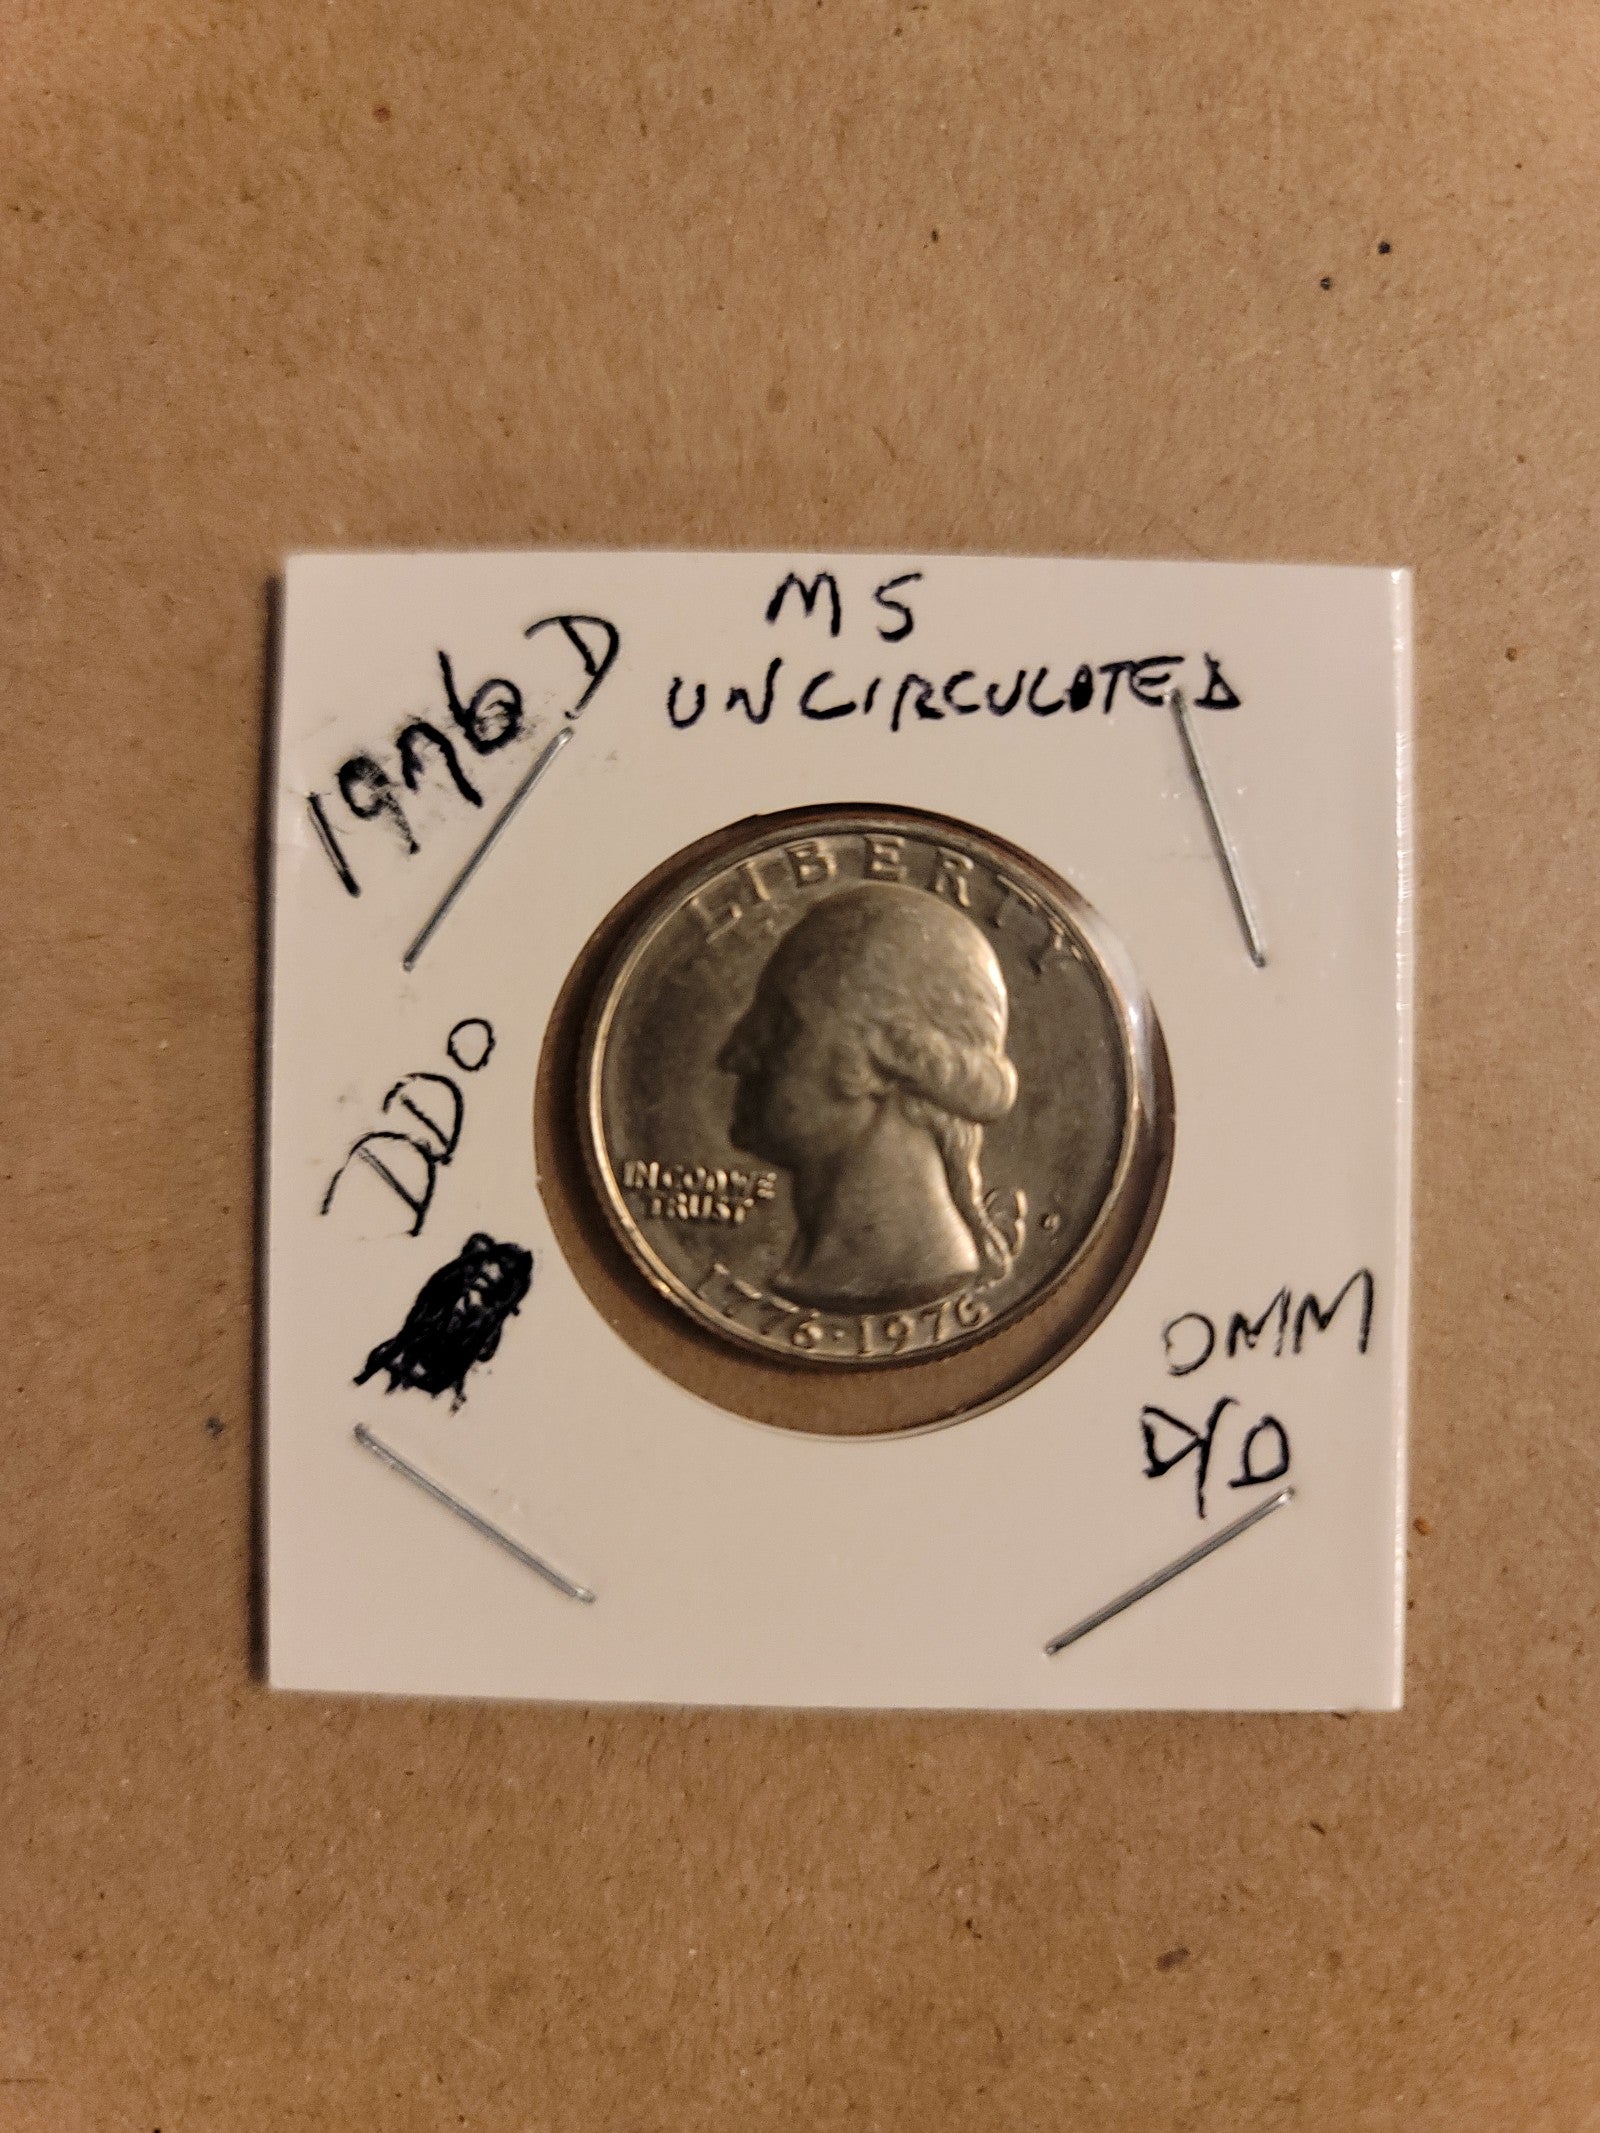 MS
UNCIRCULATED
1976 D
DDO
OMM
D/D
LIBERTY
IN GOD WE
TRUST
D
1776·1976